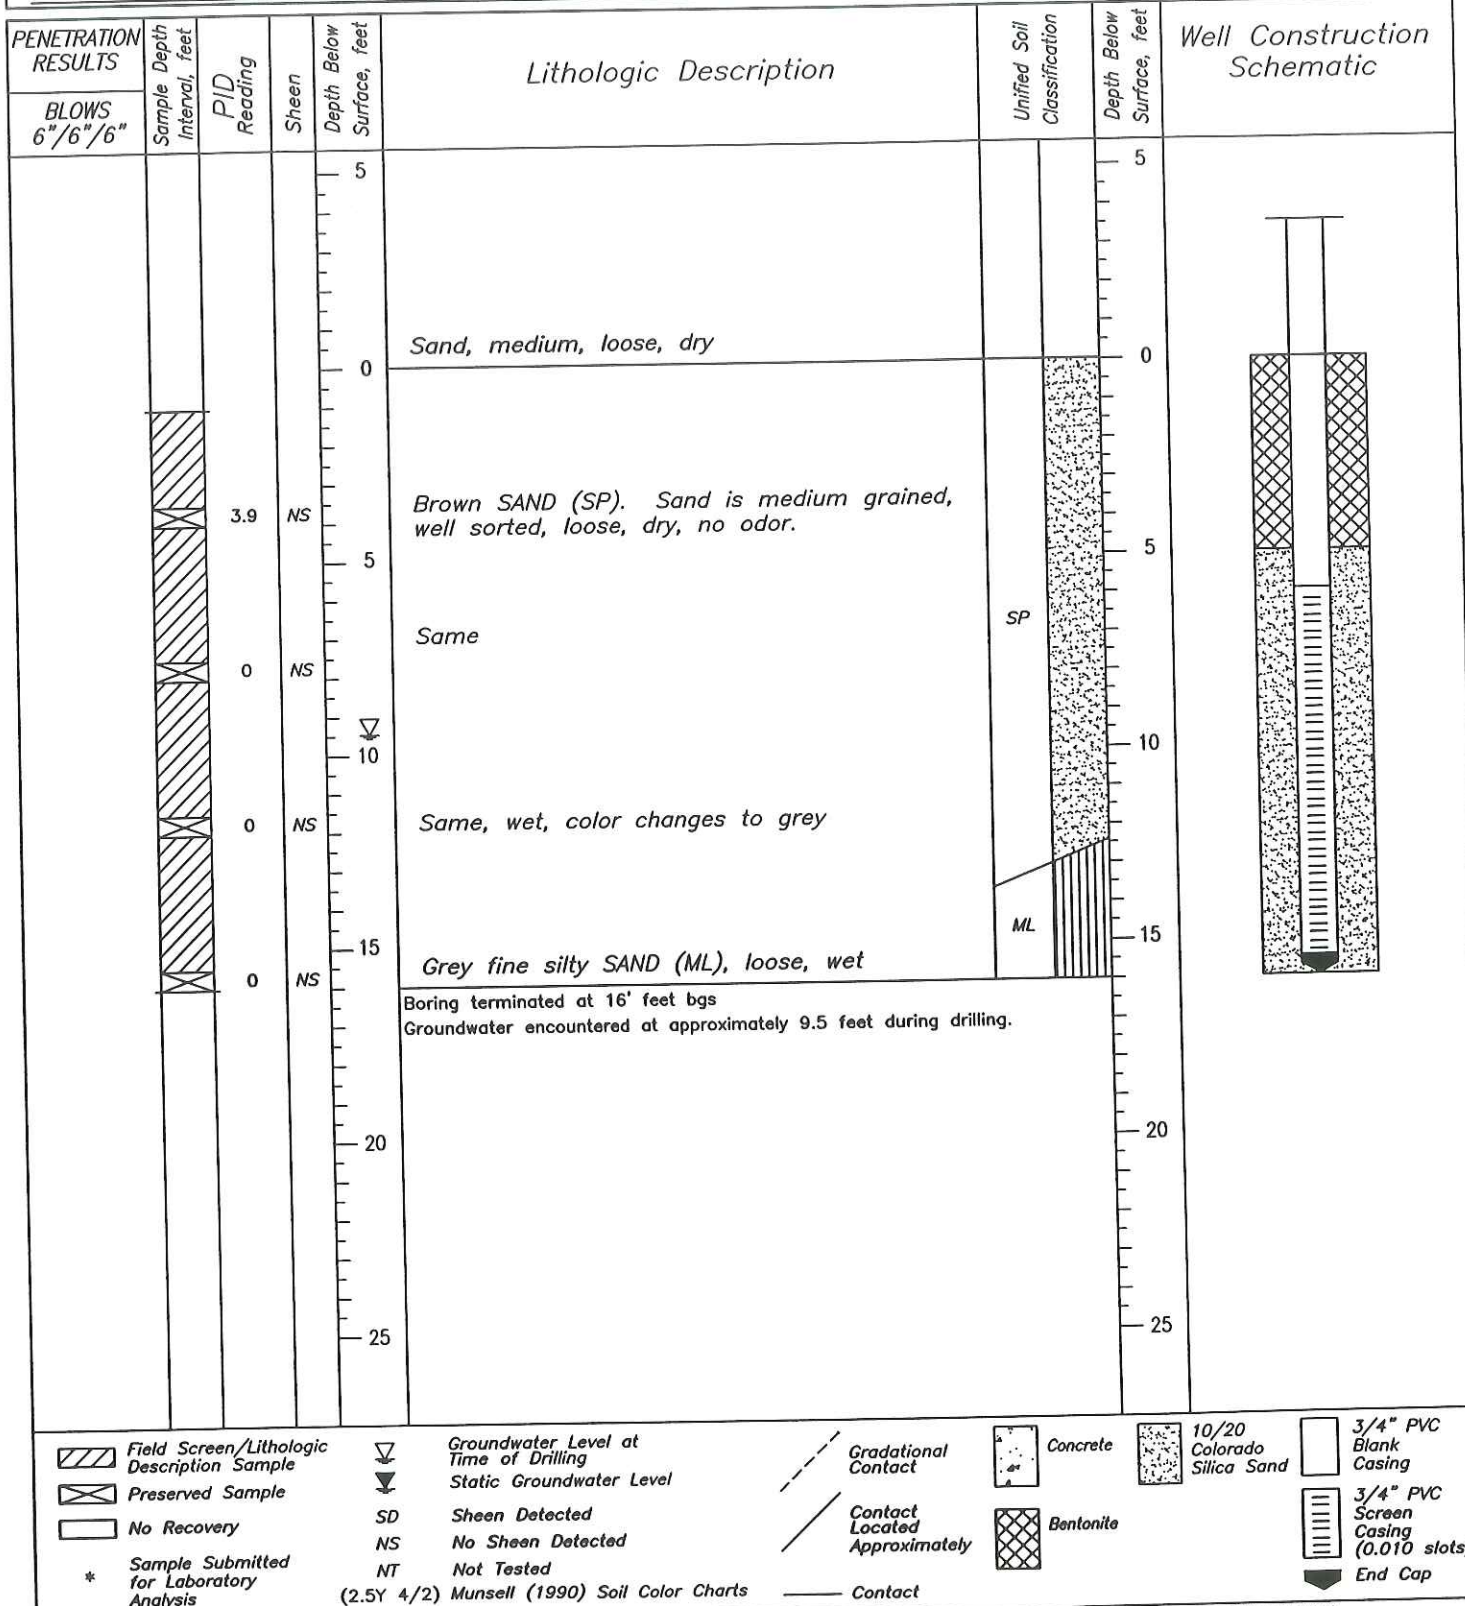 PENETRATION
RESULTS
BLOWS
6"/6"/6"
Sample Depth
Interval, feet
PID
Reading
Sheen
Depth Below
Surface, feet
Lithologic Description
Unified Soil
Classification
Depth Below
Surface, feet
Well Construction
Schematic
5
5
Sand, medium, loose, dry
0
0
3.9 NS
Brown SAND (SP). Sand is medium grained,
well sorted, loose, dry, no odor.
5
5
Same
SP
0 NS
10
10
0 NS
Same, wet, color changes to grey
ML
15
15
0 NS
Grey fine silty SAND (ML), loose, wet
Boring terminated at 16' feet bgs
Groundwater encountered at approximately 9.5 feet during drilling.
20
20
25
25
Field Screen/Lithologic
Description Sample
Preserved Sample
No Recovery
* Sample Submitted
for Laboratory
Analysis
Groundwater Level at
Time of Drilling
Static Groundwater Level
SD Sheen Detected
NS No Sheen Detected
NT Not Tested
(2.5Y 4/2) Munsell (1990) Soil Color Charts
Gradational
Contact
Contact
Located
Approximately
Contact
Concrete
Bentonite
10/20
Colorado
Silica Sand
3/4" PVC
Blank
Casing
3/4" PVC
Screen
Casing
(0.010 slots
End Cap